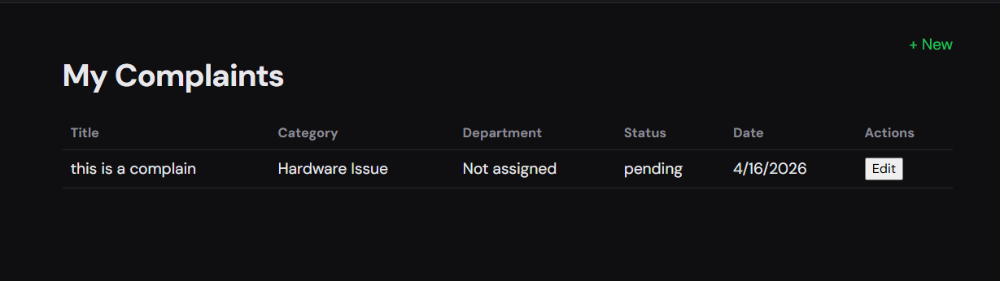 + New
My Complaints
Title Category Department Status Date Actions
this is a complain Hardware Issue Not assigned pending 4/16/2026 Edit